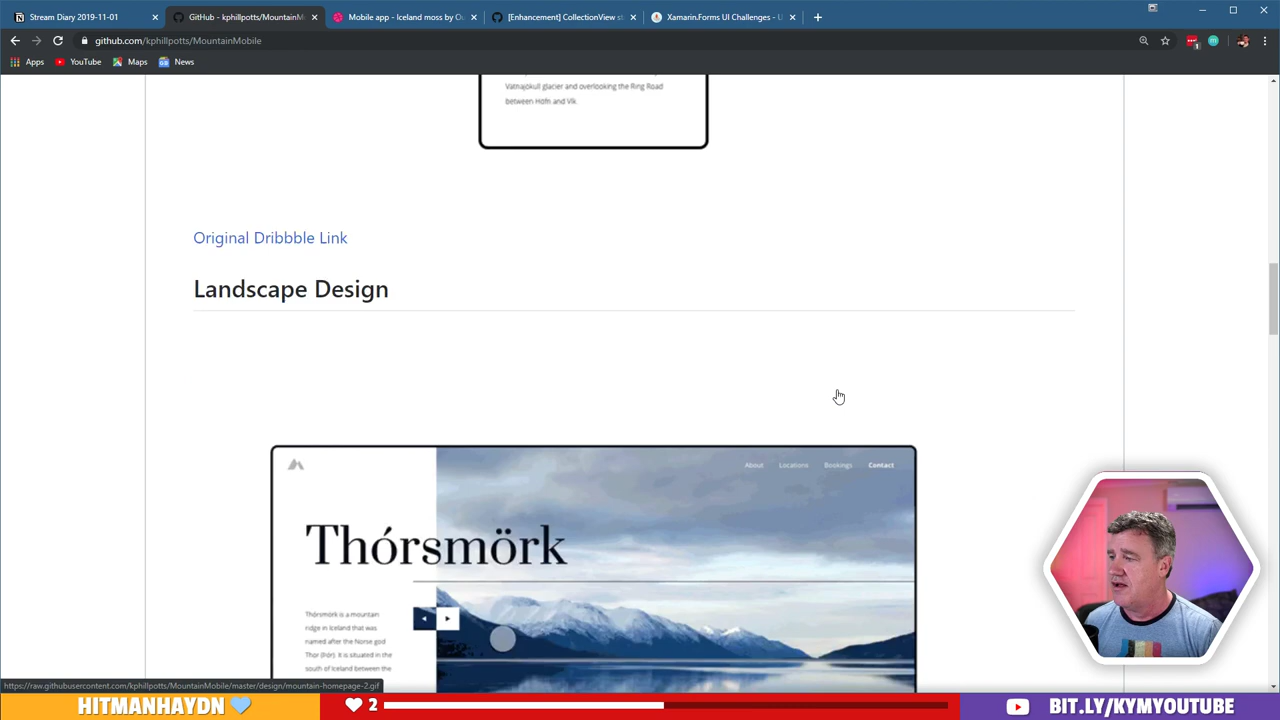 Stream Diary 2019-11-01
GitHub - kphillpotts/MountainM
Mobile app - Iceland moss by Ou
[Enhancement] CollectionView st
Xamarin.Forms UI Challenges - U
github.com/kphillpotts/MountainMobile
Apps
YouTube
Maps
News
Vatnajökull glacier and overlooking the Ring Road
between Höfn and Vík.
Original Dribbble Link
Landscape Design
About
Locations
Bookings
Contact
Thórsmörk
Thórsmörk is a mountain
ridge in Iceland that was
named after the Norse god
Thor (Þór). It is situated in the
south of Iceland between the
https://raw.githubusercontent.com/kphillpotts/MountainMobile/master/design/mountain-homepage-2.gif
HITMANHAYDN
2
BIT.LY/KYMYOUTUBE